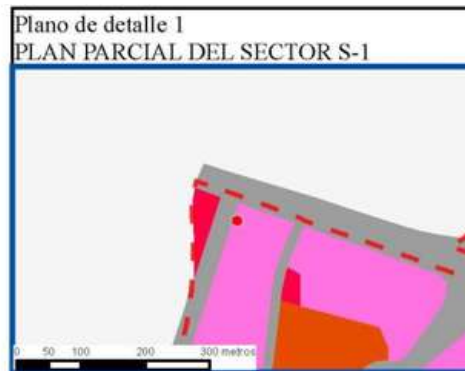 Plano de detalle 1
PLAN PARCIAL DEL SECTOR S-1
0 50 100 200 300 metros